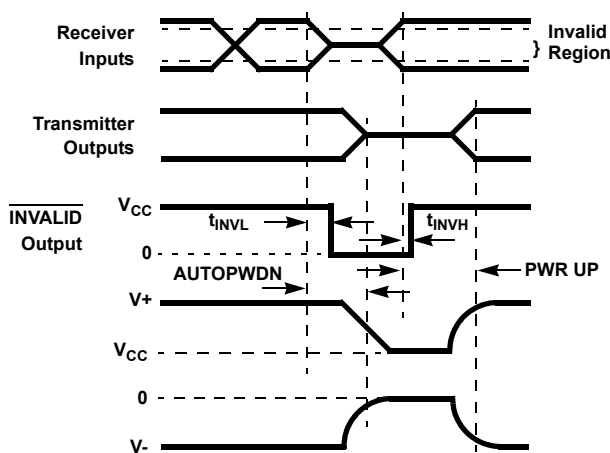 Receiver
Inputs
} Invalid
Region
Transmitter
Outputs
INVALID
Output
VCC
0
tINVL
tINVH
AUTOPWDN
PWR UP
V+
VCC
0
V-